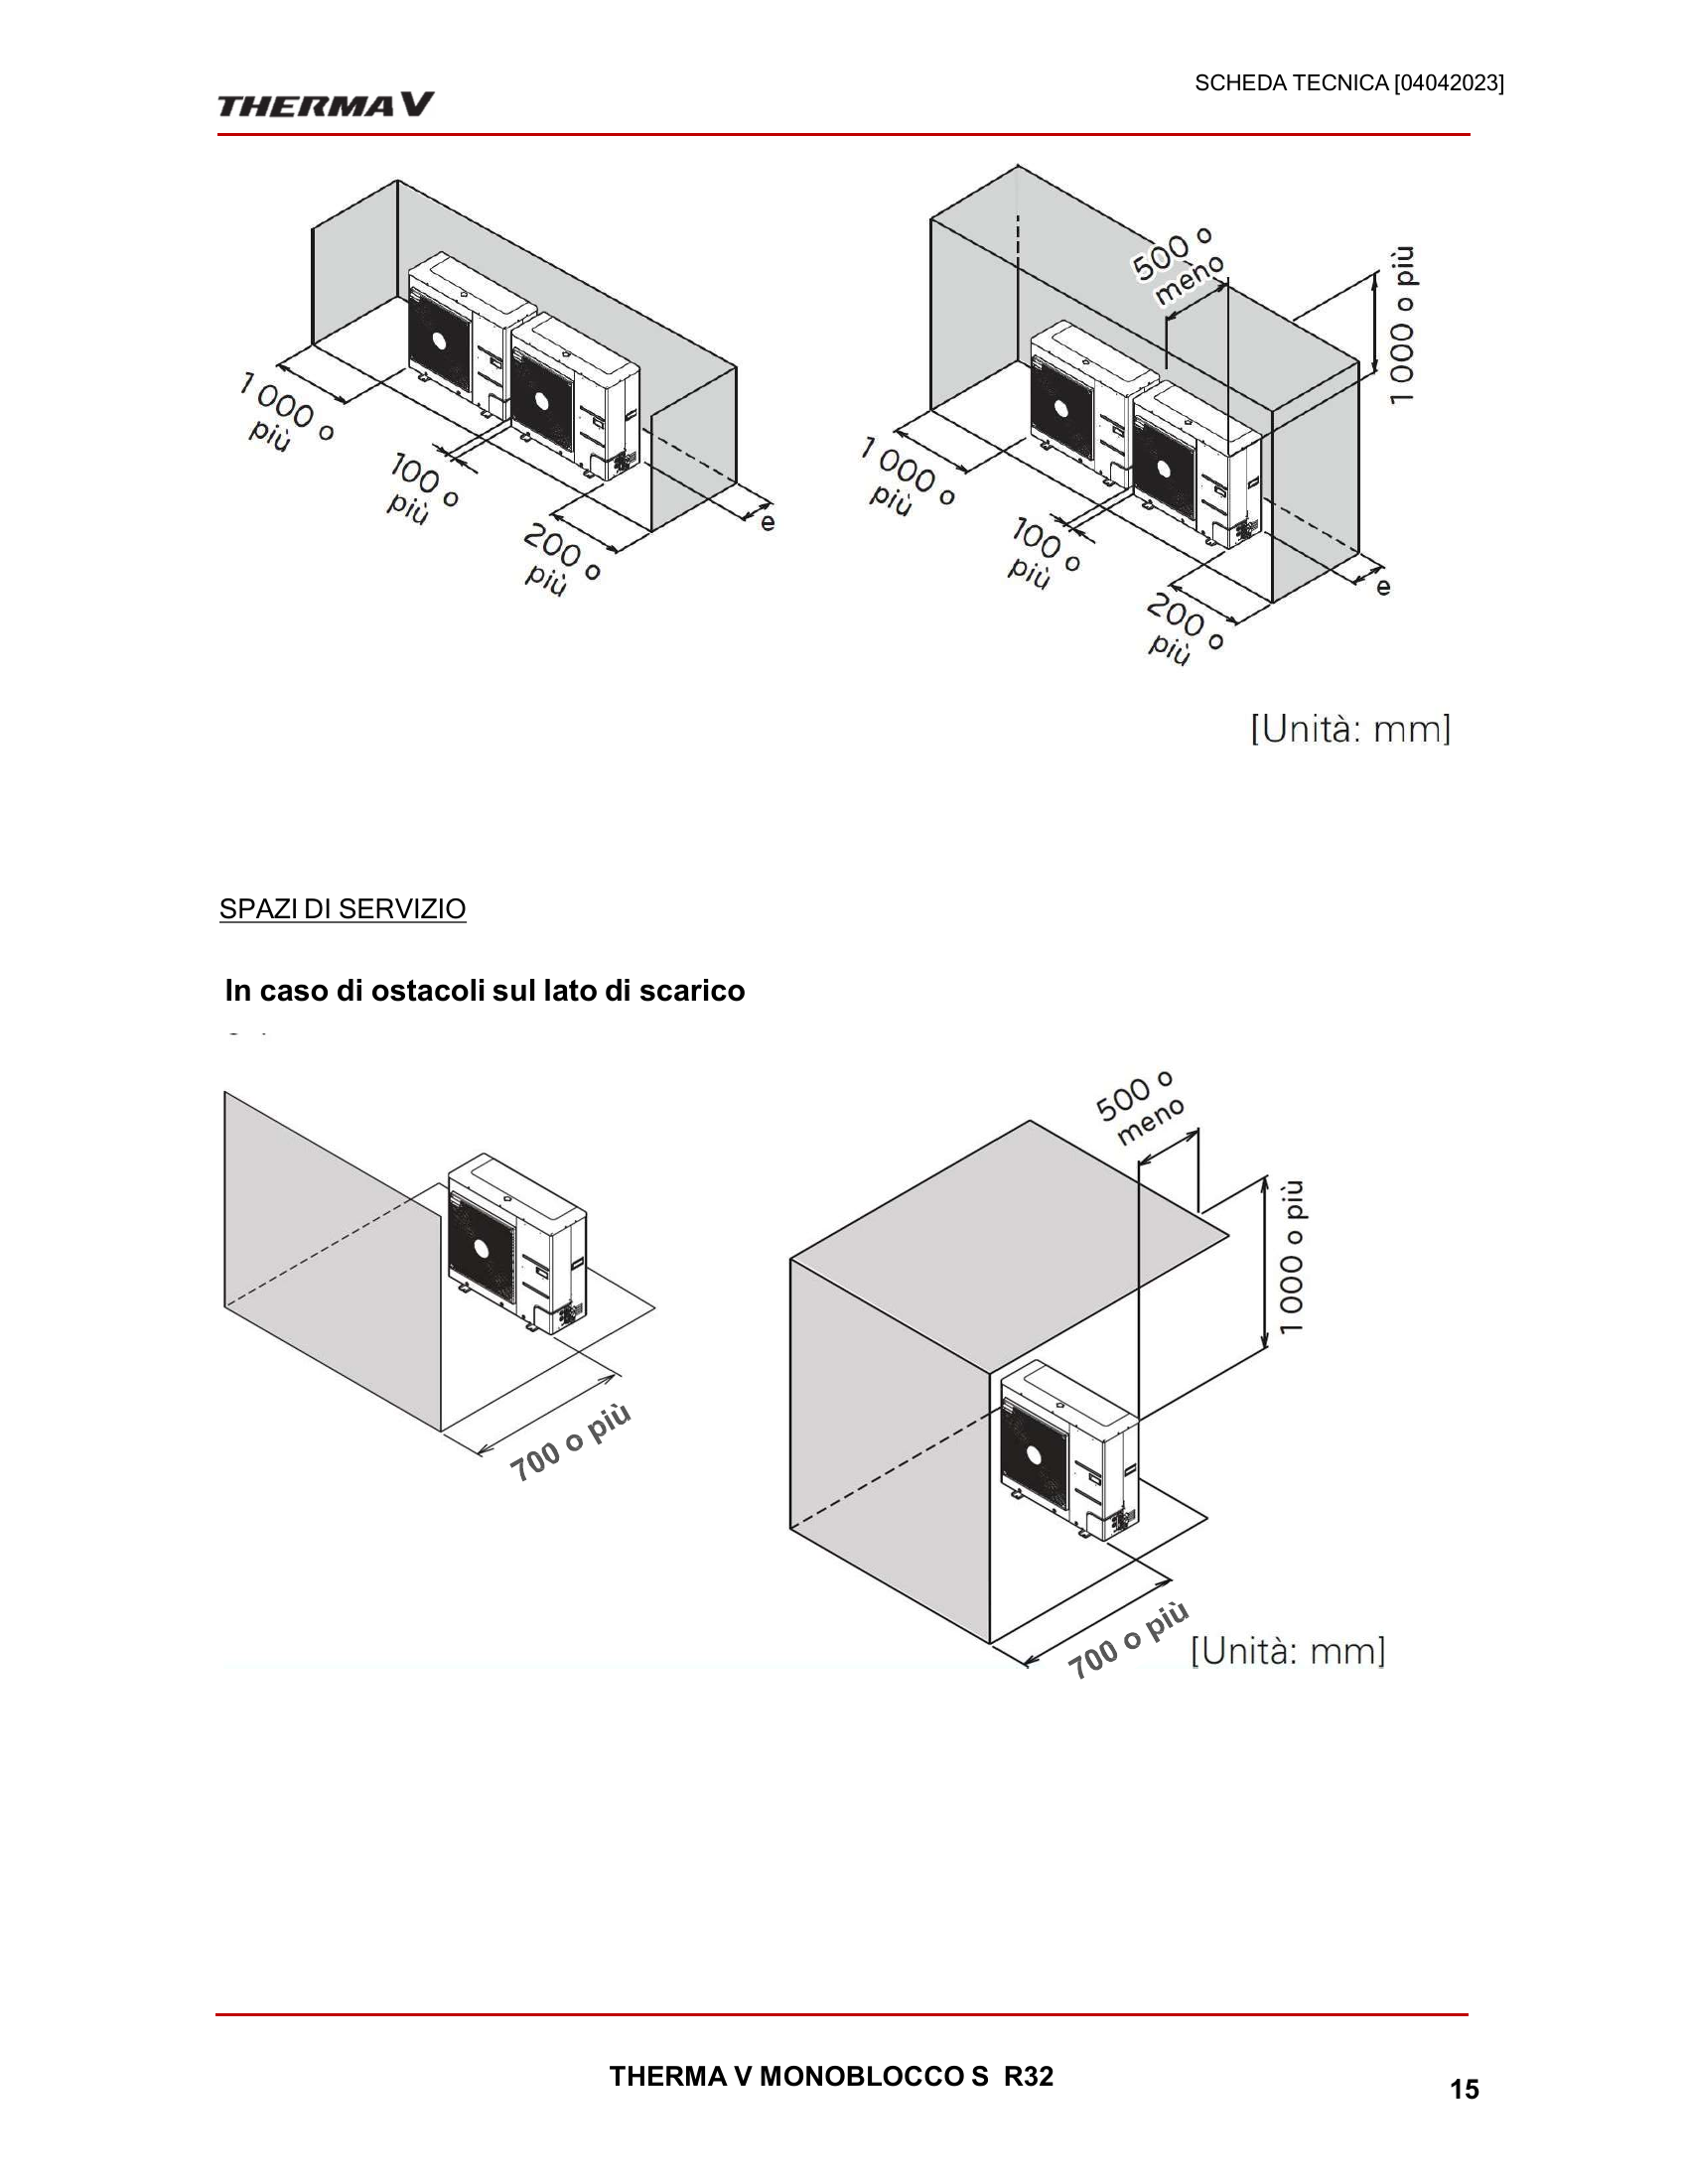 SCHEDA TECNICA [04042023]
THERMA V
500 o
meno
1 000 o più
1 000 o
più
100 o
più
200 o
più
e
1 000 o
più
100 o
più
200 o
più
e
[Unità: mm]
SPAZI DI SERVIZIO
In caso di ostacoli sul lato di scarico
500 o
meno
1 000 o più
700 o più
700 o più
[Unità: mm]
THERMA V MONOBLOCCO S R32
15